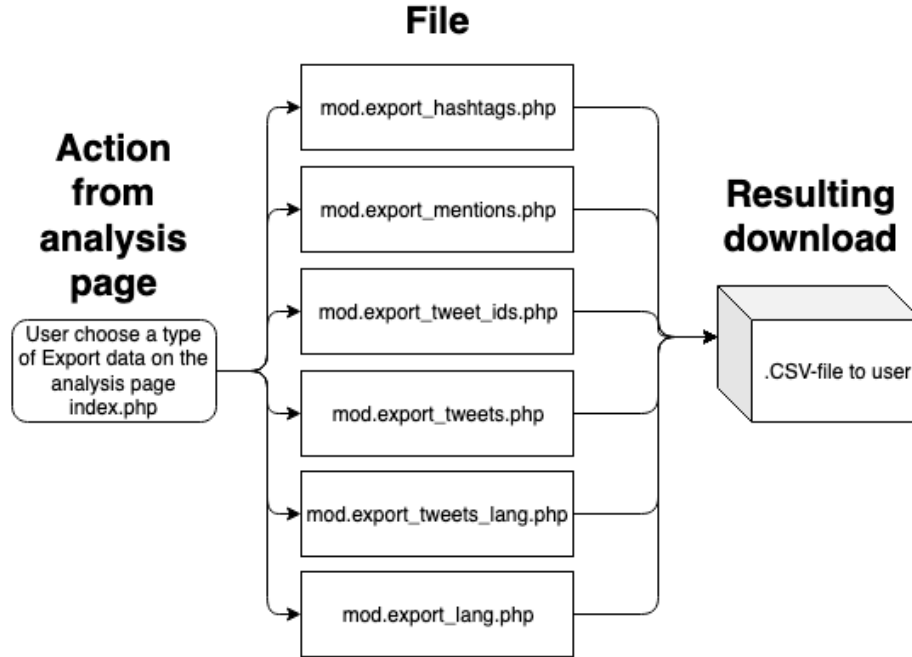 File
Action
from
analysis
page
User choose a type
of Export data on the
analysis page
index.php
mod.export_hashtags.php
mod.export_mentions.php
mod.export_tweet_ids.php
mod.export_tweets.php
mod.export_tweets_lang.php
mod.export_lang.php
Resulting
download
.CSV-file to user